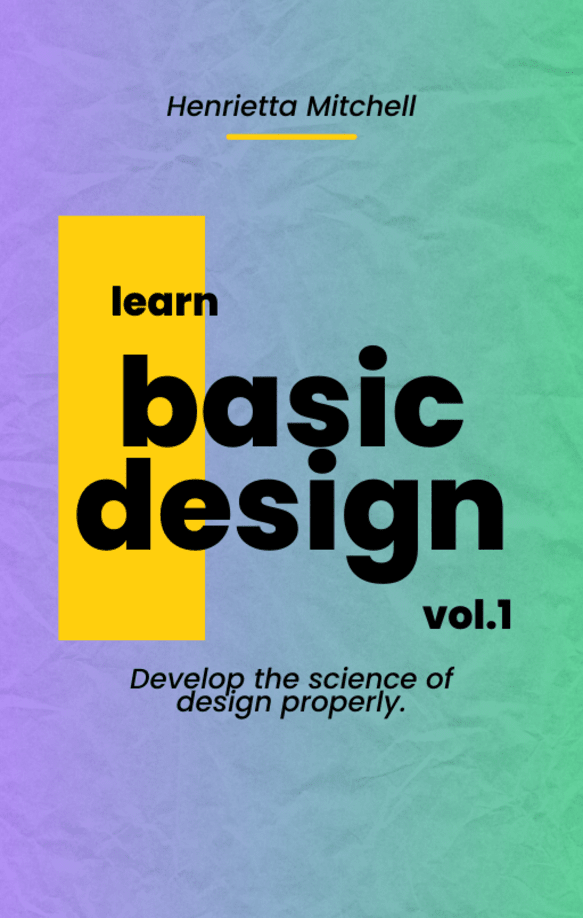 Henrietta Mitchell
learn
basic
design
vol.1
Develop the science of
design properly.